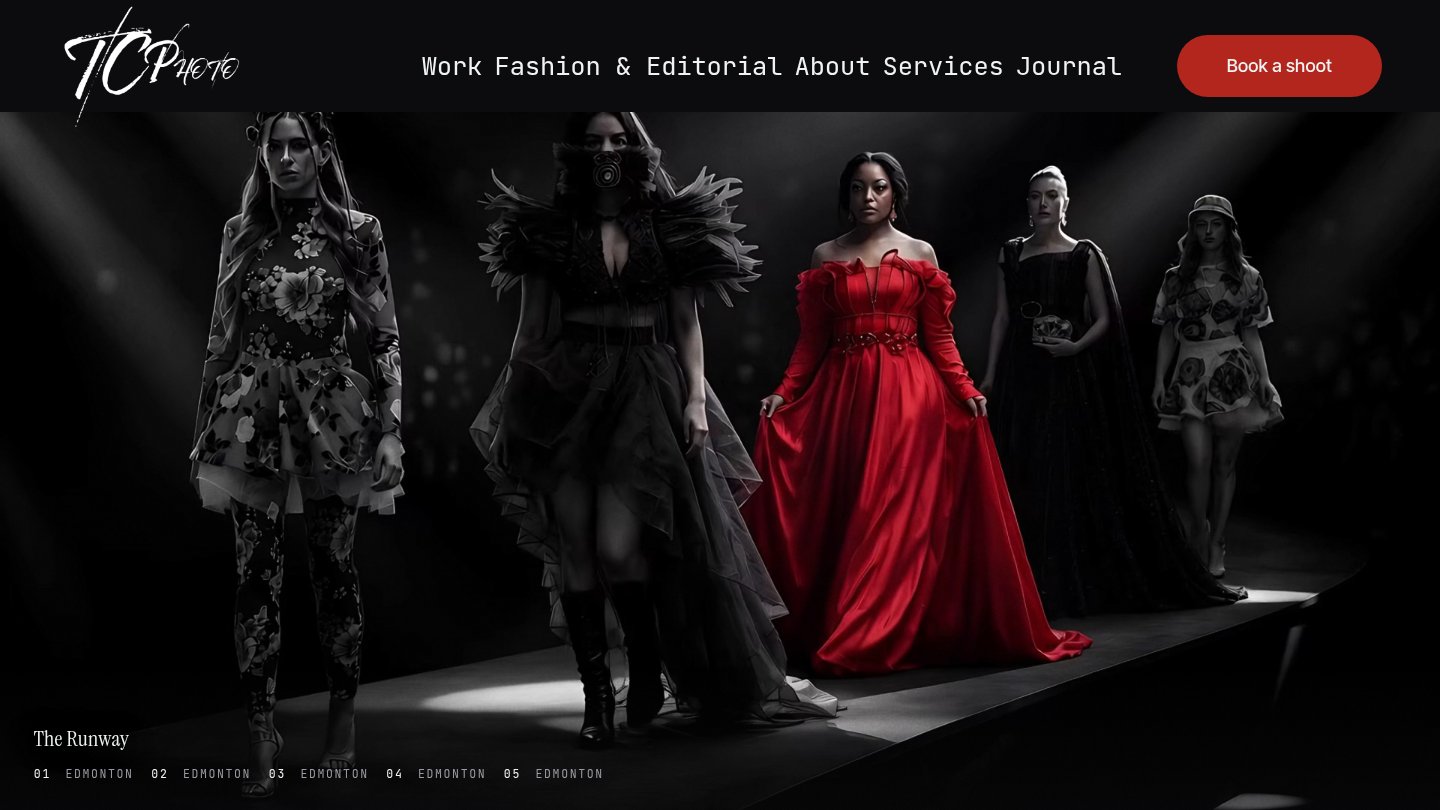 TCPHOTO
Work Fashion & Editorial About Services Journal
Book a shoot
The Runway
01 EDMONTON 02 EDMONTON 03 EDMONTON 04 EDMONTON 05 EDMONTON